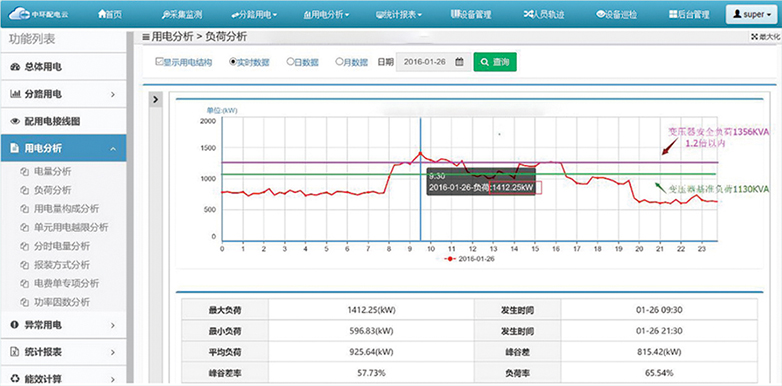 中环配电云 首页 采集监测 分路用电 用电分析 统计报表 设备管理 人员轨迹 设备巡检 后台管理 super
功能列表
用电分析 > 负荷分析 最大化
总体用电
显示用电结构 实时数据 日数据 月数据 日期 2016-01-26 查询
分路用电
配用电接线图
用电分析
电量分析
负荷分析
用电量构成分析
单元用电越限分析
分时电量分析
报装方式分析
电费单专项分析
功率因数分析
异常用电
统计报表
能效计算
单位:(kW)
2000
1500
1000
500
0
变压器安全负荷1356KVA
1.2倍以内
变压器基准负荷1130KVA
9:30
2016-01-26-负荷:1412.25kW
0 1 2 3 4 5 6 7 8 9 10 11 12 13 14 15 16 17 18 19 20 21 22 23
2016-01-26
最大负荷 1412.25(kW) 发生时间 01-26 09:30
最小负荷 596.83(kW) 发生时间 01-26 21:30
平均负荷 925.64(kW) 峰谷差 815.42(kW)
峰谷差率 57.73% 负荷率 65.54%